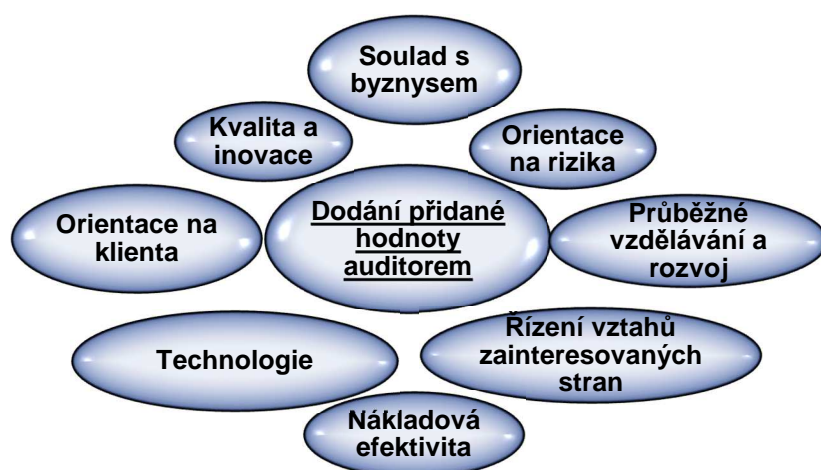 Soulad s
byznysem
Kvalita a
inovace
Orientace
na rizika
Orientace na
klienta
Dodání přidané
hodnoty
auditorem
Průběžné
vzdělávání a
rozvoj
Technologie
Řízení vztahů
zainteresovaných
stran
Nákladová
efektivita